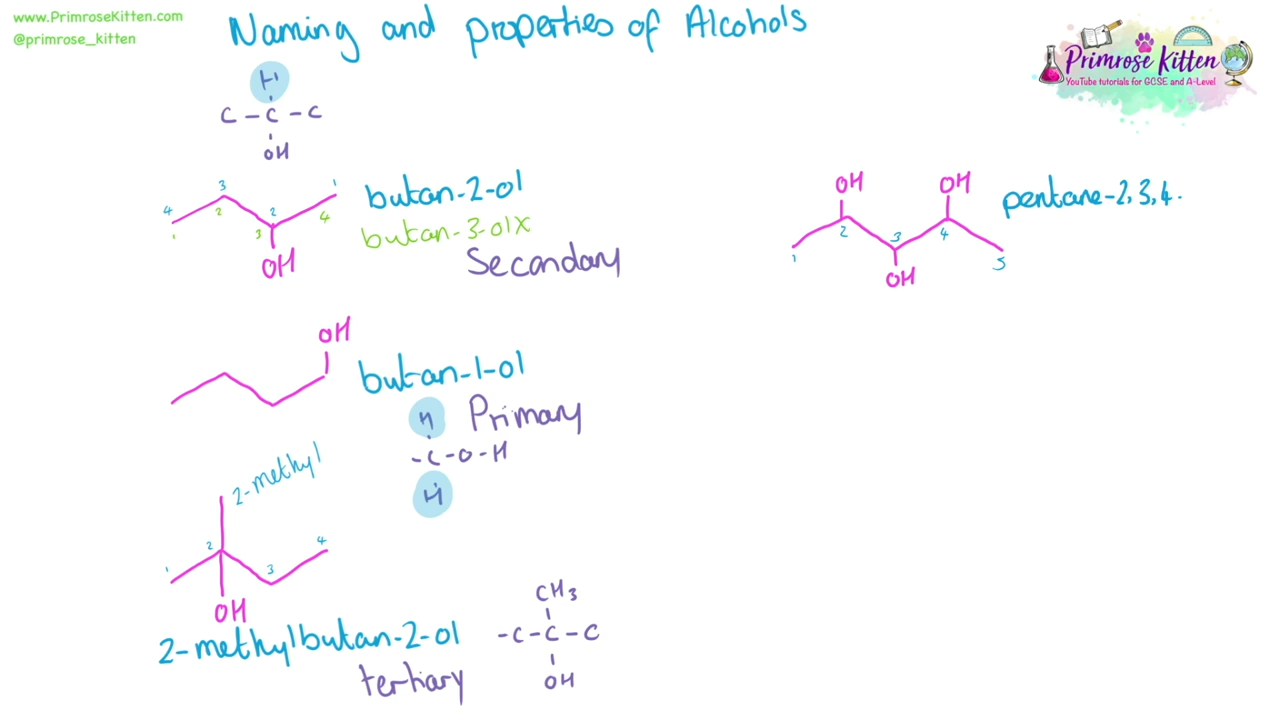 www.PrimroseKitten.com
@primrose_kitten
Naming and properties of Alcohols
Primrose Kitten
YouTube tutorials for GCSE and A-Level
H
C - C - C
OH
4 3 2 1
1 2 3 4
OH
butan-2-ol
butan-3-ol X
Secondary
OH OH
1 2 3 4 5
OH
pentane-2,3,4.
OH
butan-1-ol
Primary
H
-C-O-H
H
2-methyl
1 2 3 4
OH
2-methylbutan-2-ol
tertiary
CH3
-C-C-C
OH